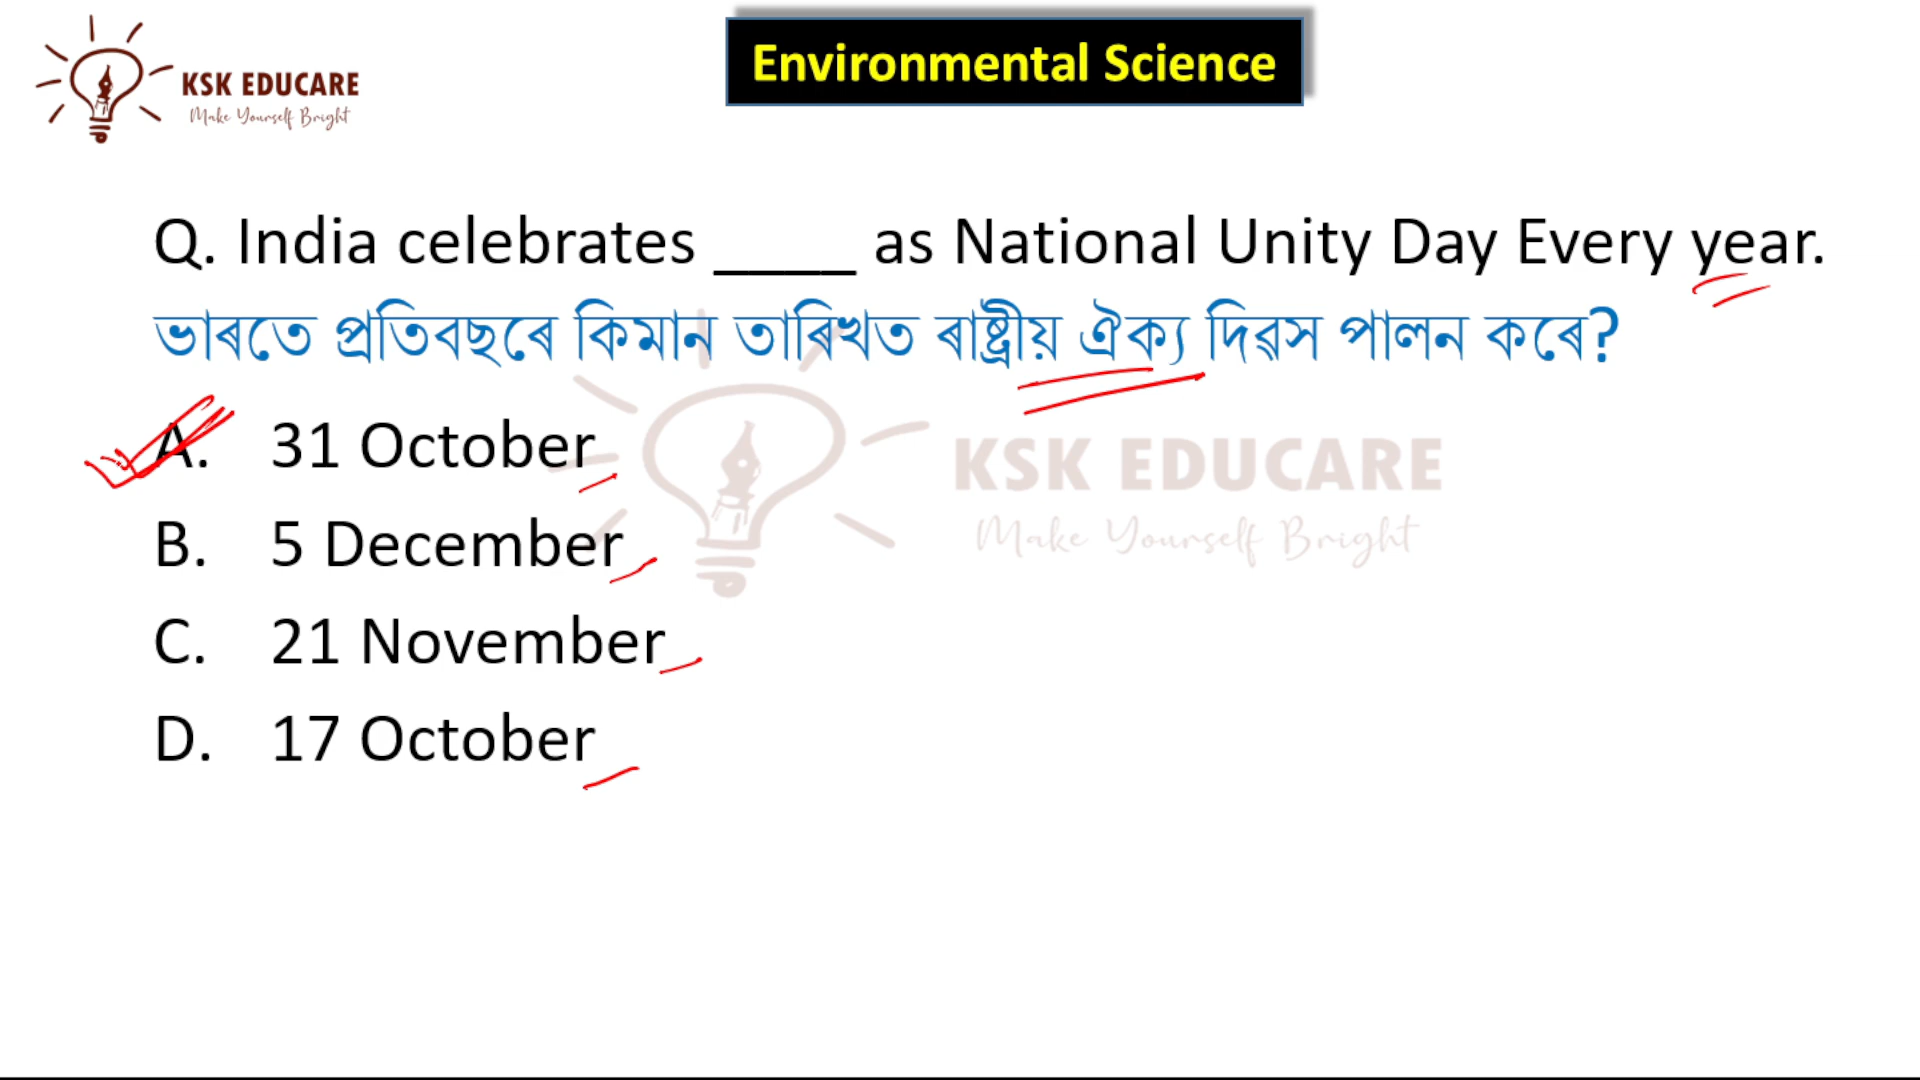 KSK EDUCARE
Make Yourself Bright
Environmental Science
Q. India celebrates ____ as National Unity Day Every year.
ভাৰতে প্ৰতিবছৰে কিমান তাৰিখত ৰাষ্ট্ৰীয় ঐক্য দিৱস পালন কৰে?
A. 31 October
B. 5 December
C. 21 November
D. 17 October
KSK EDUCARE
Make Yourself Bright